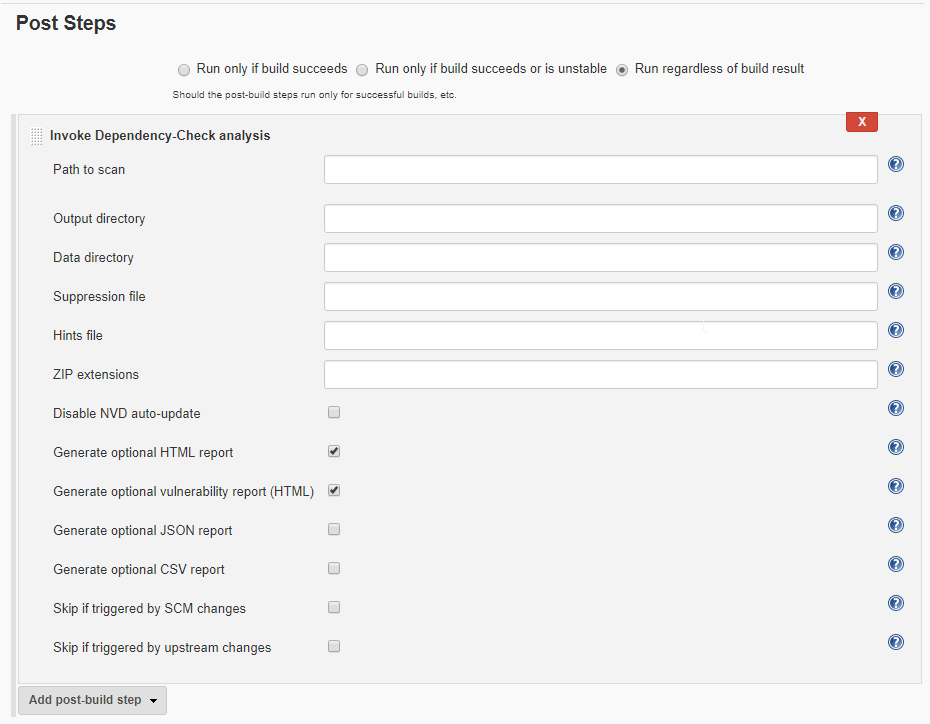 Post Steps
Run only if build succeeds Run only if build succeeds or is unstable Run regardless of build result
Should the post-build steps run only for successful builds, etc.
X
Invoke Dependency-Check analysis
Path to scan ?
Output directory ?
Data directory ?
Suppression file ?
Hints file ?
ZIP extensions ?
Disable NVD auto-update ?
Generate optional HTML report ?
Generate optional vulnerability report (HTML) ?
Generate optional JSON report ?
Generate optional CSV report ?
Skip if triggered by SCM changes ?
Skip if triggered by upstream changes ?
Add post-build step